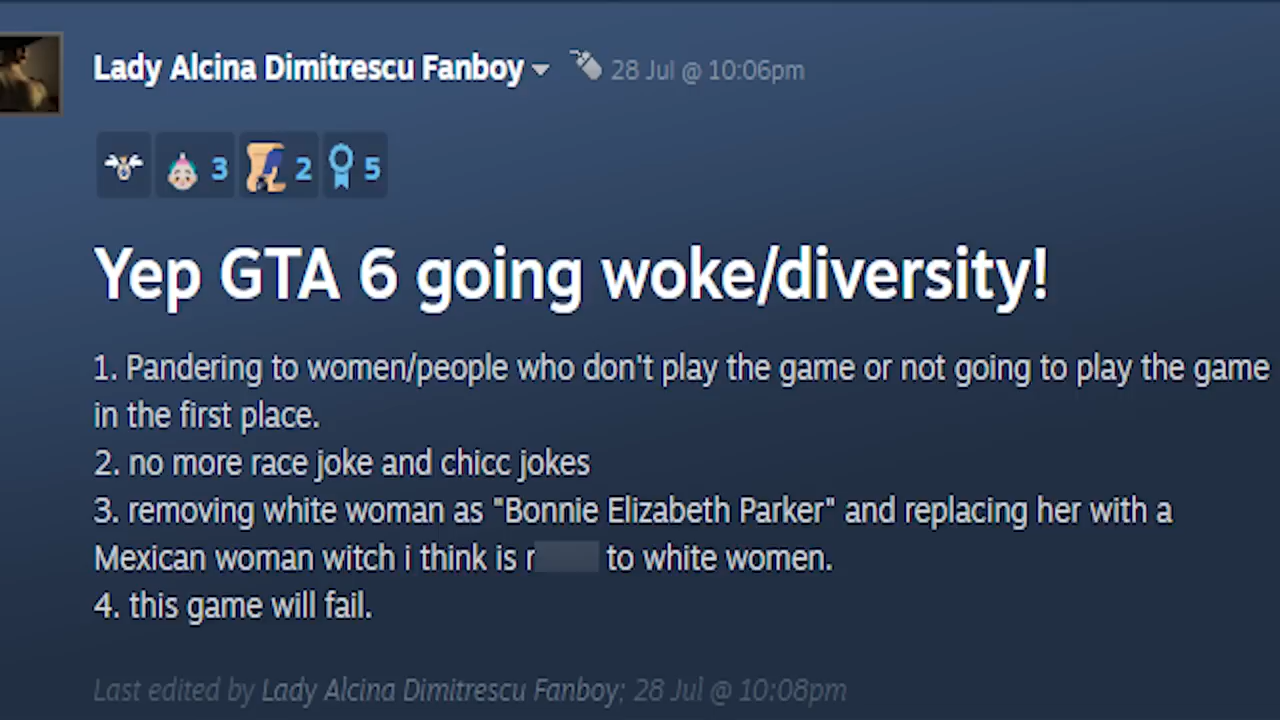 Lady Alcina Dimitrescu Fanboy 28 Jul @ 10:06pm
3 2 5
Yep GTA 6 going woke/diversity!
1. Pandering to women/people who don't play the game or not going to play the game
in the first place.
2. no more race joke and chicc jokes
3. removing white woman as "Bonnie Elizabeth Parker" and replacing her with a
Mexican woman witch i think is r to white women.
4. this game will fail.
Last edited by Lady Alcina Dimitrescu Fanboy; 28 Jul @ 10:08pm